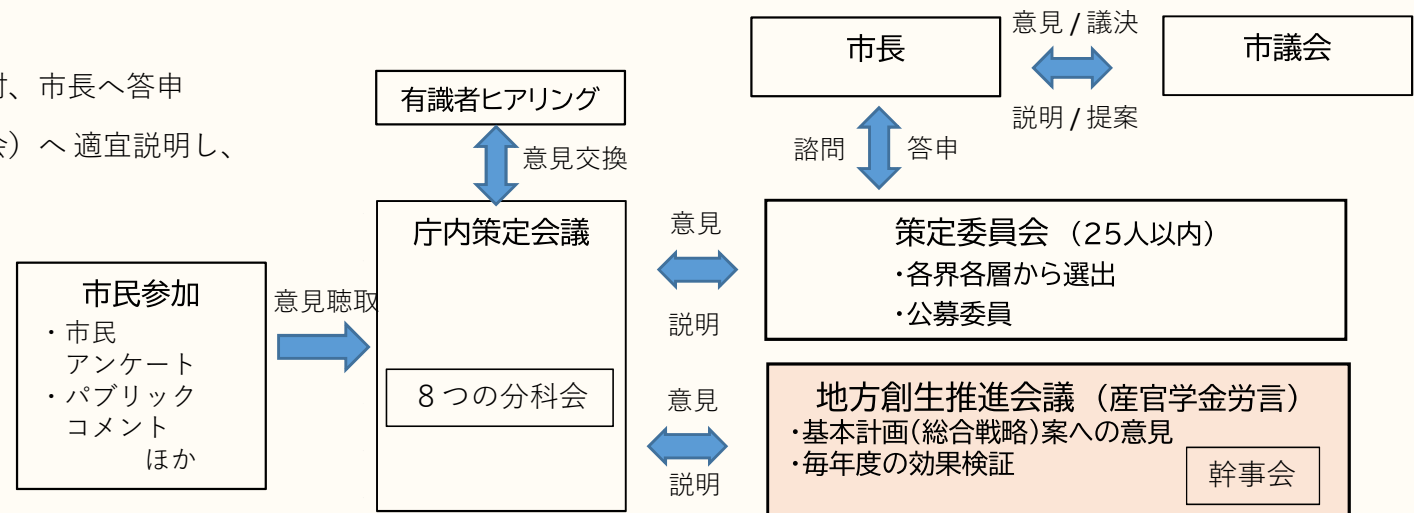 討、市長へ答申
会）へ 適宜説明し、
有識者ヒアリング
意見交換
市長
意見 / 議決
説明 / 提案
市議会
諮問
答申
市民参加
・市民
アンケート
・パブリック
コメント
ほか
意見聴取
庁内策定会議
８つの分科会
意見
説明
策定委員会 （25人以内）
・各界各層から選出
・公募委員
意見
説明
地方創生推進会議 （産官学金労言）
・基本計画(総合戦略)案への意見
・毎年度の効果検証
幹事会